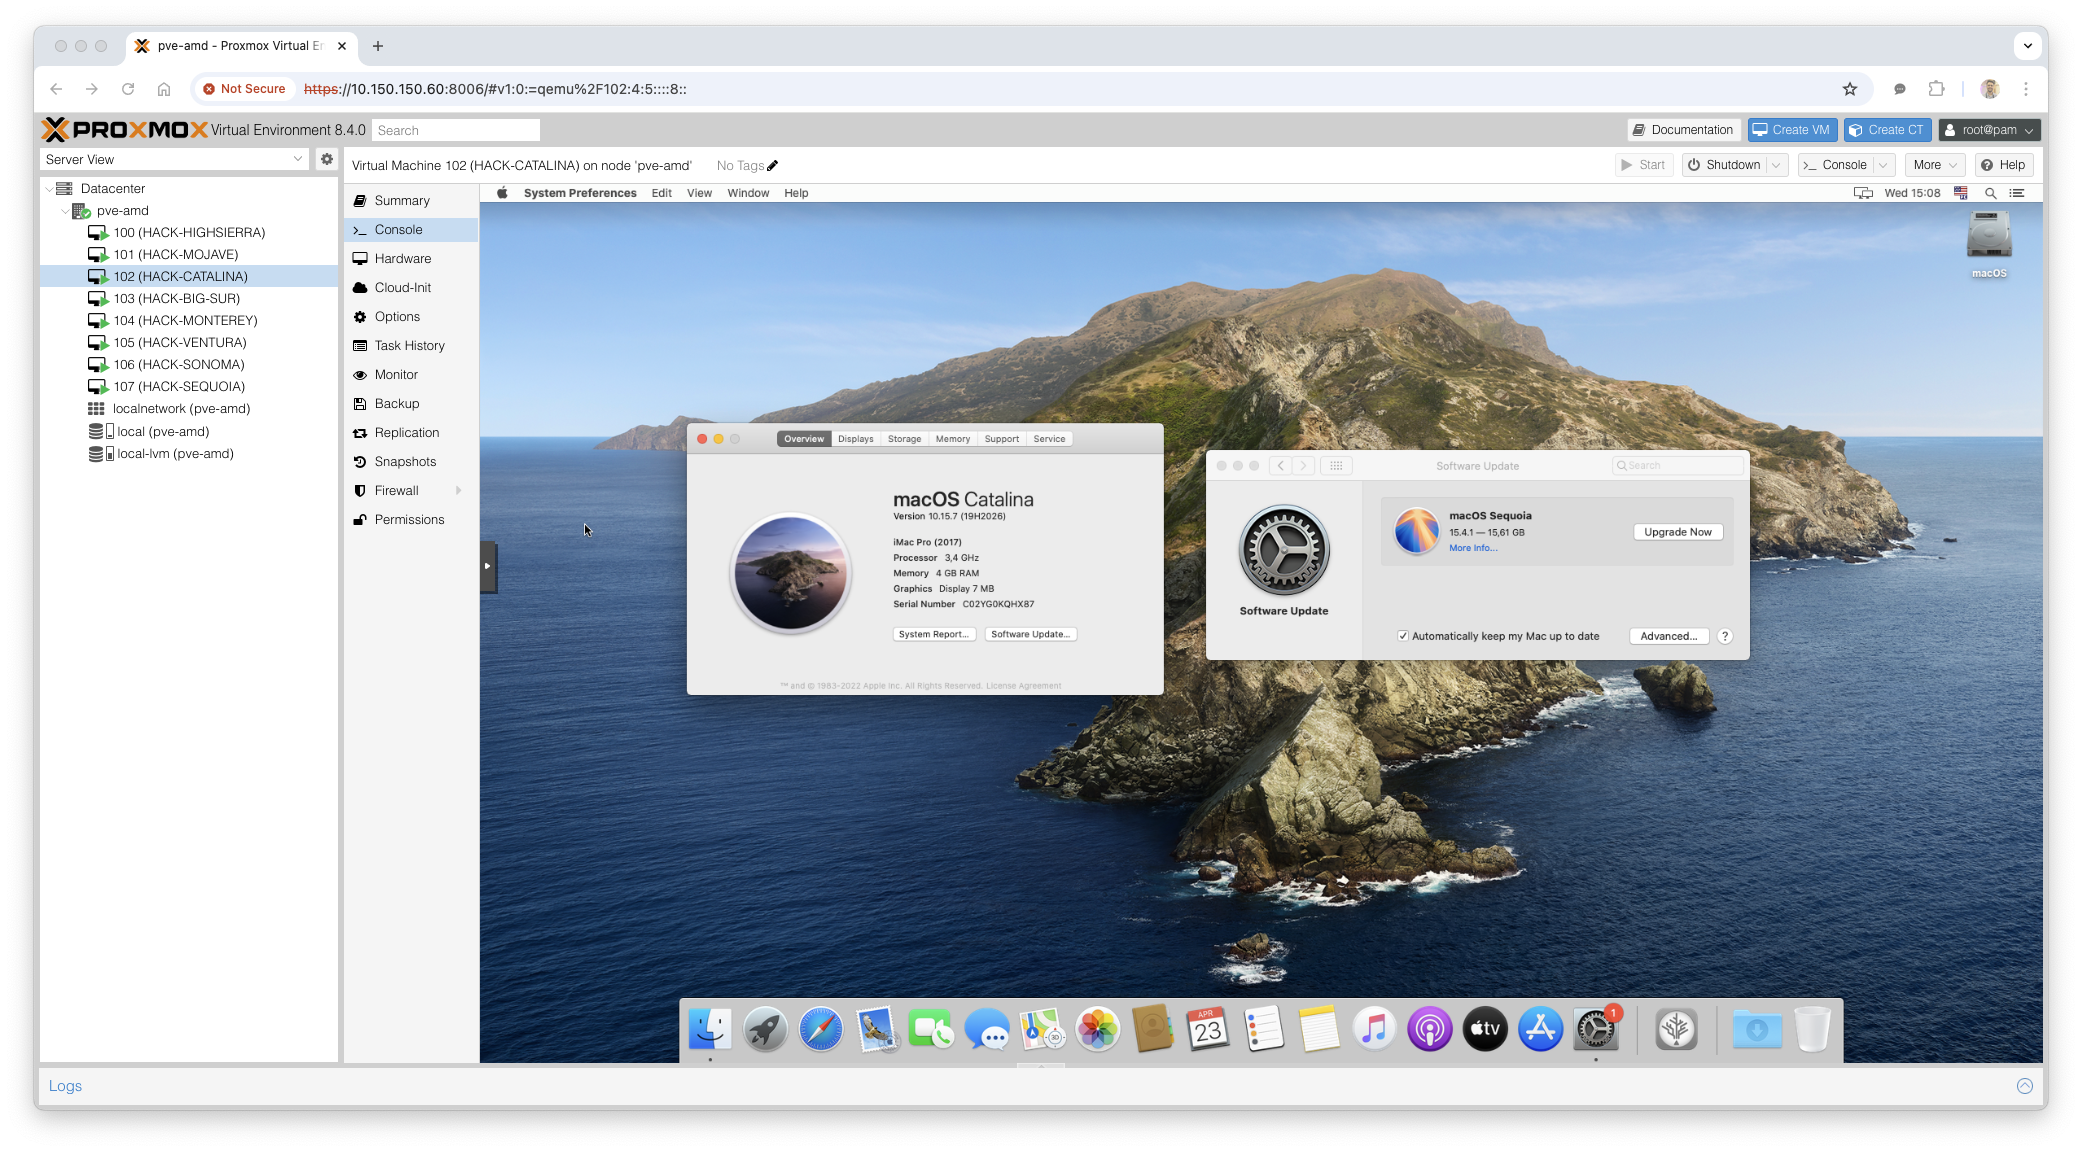 pve-amd - Proxmox Virtual Er
Not Secure https://10.150.150.60:8006/#v1:0:=qemu%2F102:4:5::::8::
PROXMOX Virtual Environment 8.4.0 Search
Documentation Create VM Create CT root@pam
Server View
Virtual Machine 102 (HACK-CATALINA) on node 'pve-amd' No Tags
Start Shutdown Console More Help
Datacenter
pve-amd
100 (HACK-HIGHSIERRA)
101 (HACK-MOJAVE)
102 (HACK-CATALINA)
103 (HACK-BIG-SUR)
104 (HACK-MONTEREY)
105 (HACK-VENTURA)
106 (HACK-SONOMA)
107 (HACK-SEQUOIA)
localnetwork (pve-amd)
local (pve-amd)
local-lvm (pve-amd)
Summary
Console
Hardware
Cloud-Init
Options
Task History
Monitor
Backup
Replication
Snapshots
Firewall
Permissions
System Preferences Edit View Window Help
Wed 15:08
macOS
Overview Displays Storage Memory Support Service
macOS Catalina
Version 10.15.7 (19H2026)
iMac Pro (2017)
Processor 3,4 GHz
Memory 4 GB RAM
Graphics Display 7 MB
Serial Number C02YG0KQHX87
System Report... Software Update...
™ and © 1983-2022 Apple Inc. All Rights Reserved. License Agreement
Software Update Search
Software Update
macOS Sequoia
15.4.1 — 15,61 GB
More Info...
Upgrade Now
Automatically keep my Mac up to date Advanced... ?
APR
23
3D
tv
1
Logs